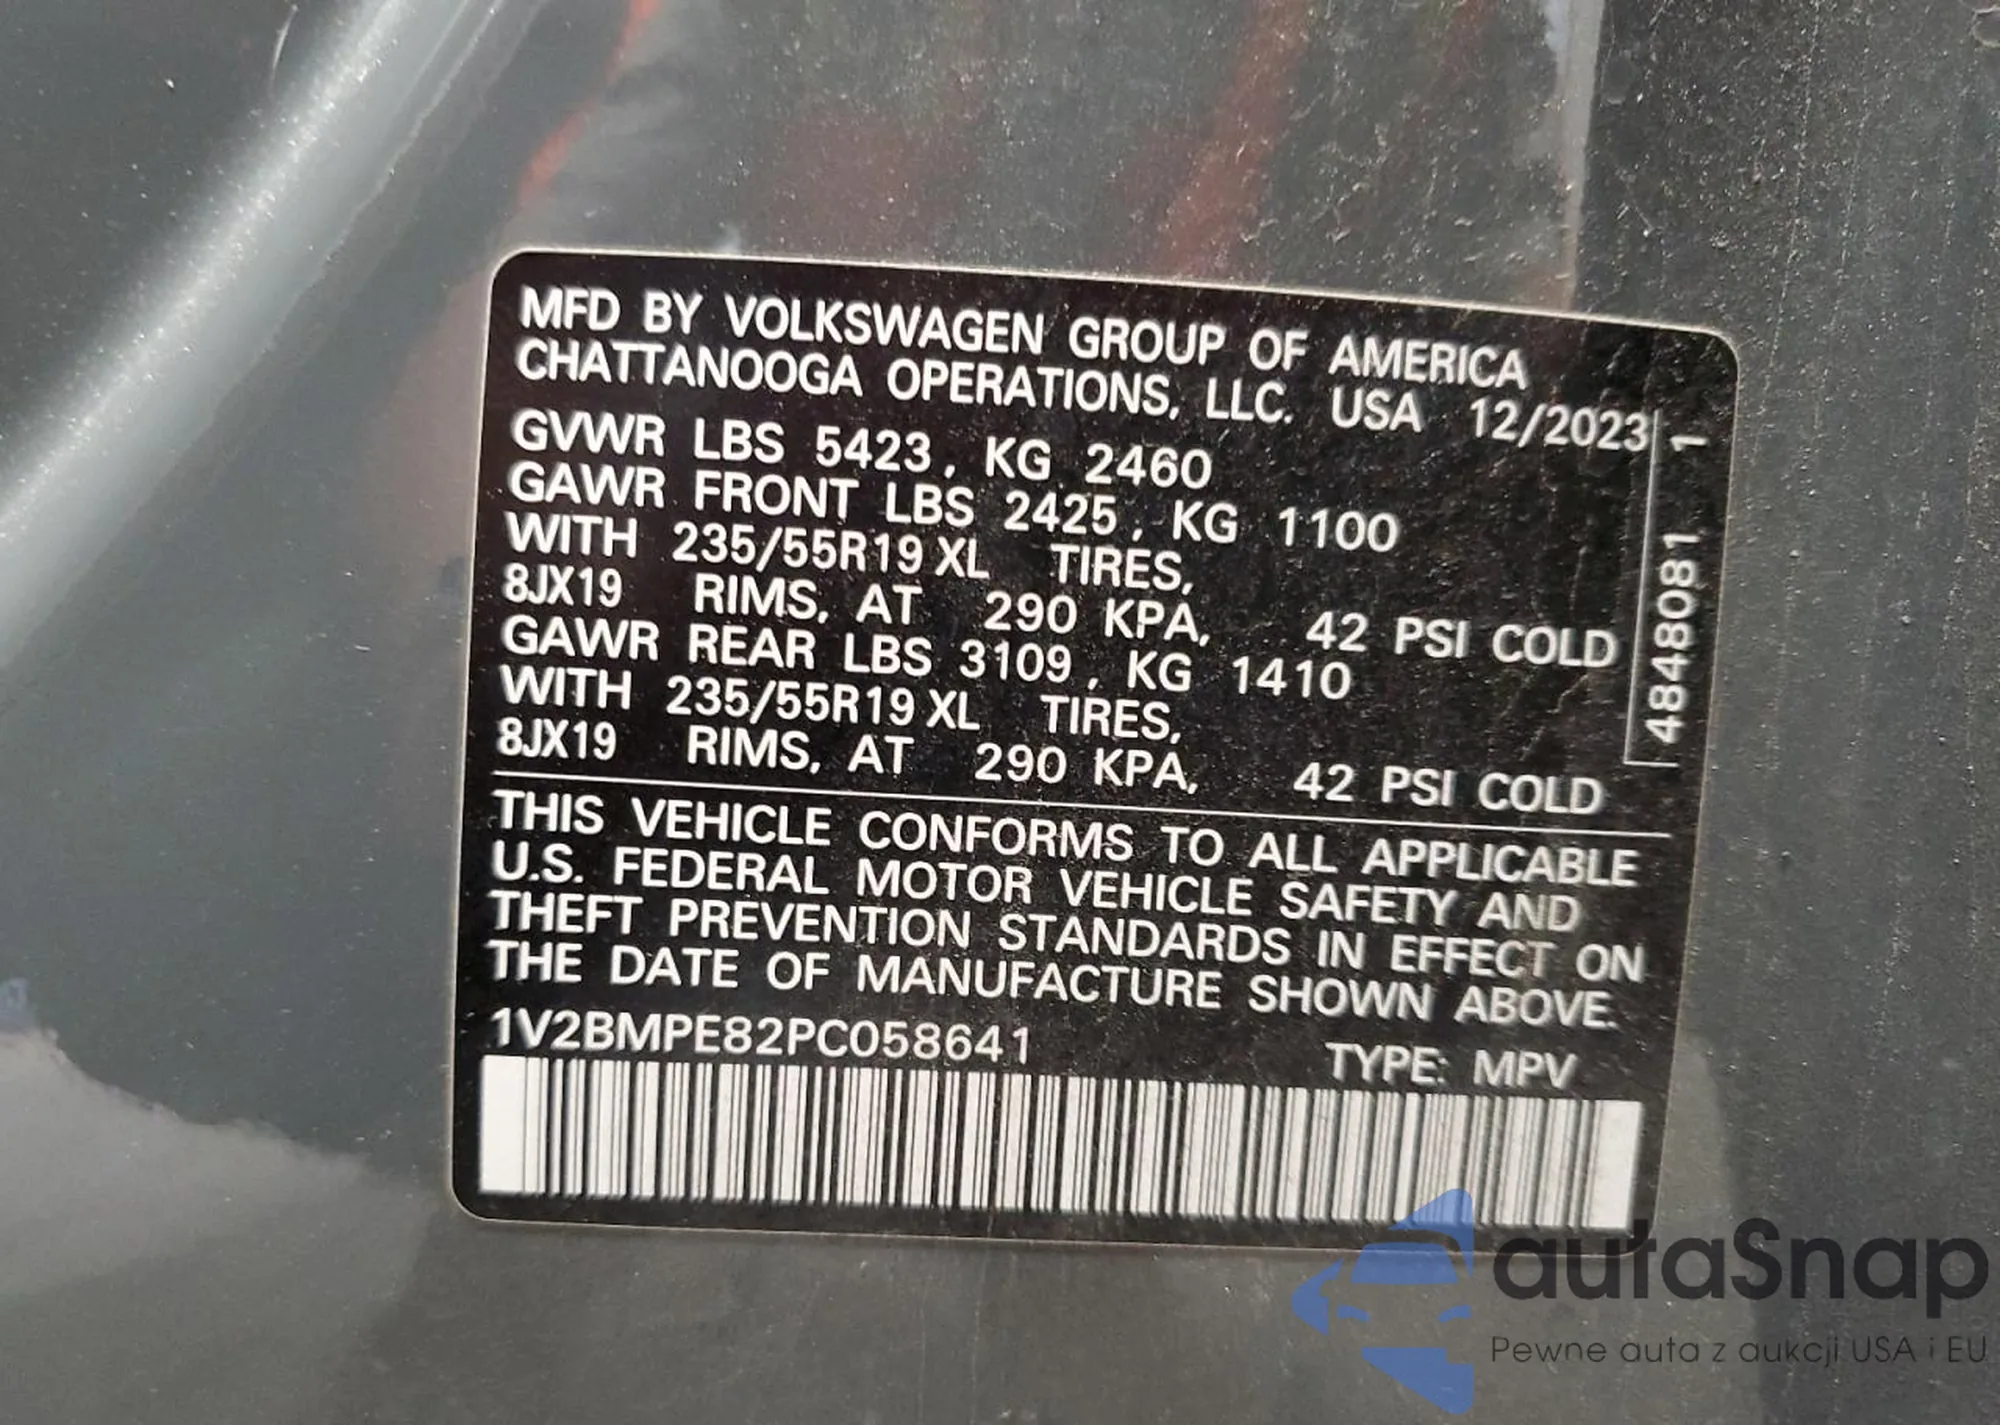 MFD BY VOLKSWAGEN GROUP OF AMERICA
CHATTANOOGA OPERATIONS, LLC. USA 12/2023
GVWR LBS 5423, KG 2460
GAWR FRONT LBS 2425, KG 1100
WITH 235/55R19 XL TIRES,
8JX19 RIMS, AT 290 KPA, 42 PSI COLD
GAWR REAR LBS 3109, KG 1410
WITH 235/55R19 XL TIRES,
8JX19 RIMS, AT 290 KPA, 42 PSI COLD
4848081 1
THIS VEHICLE CONFORMS TO ALL APPLICABLE
U.S. FEDERAL MOTOR VEHICLE SAFETY AND
THEFT PREVENTION STANDARDS IN EFFECT ON
THE DATE OF MANUFACTURE SHOWN ABOVE.
1V2BMPE82PC058641 TYPE: MPV
autaSnap
Pewne auta z aukcji USA i EU